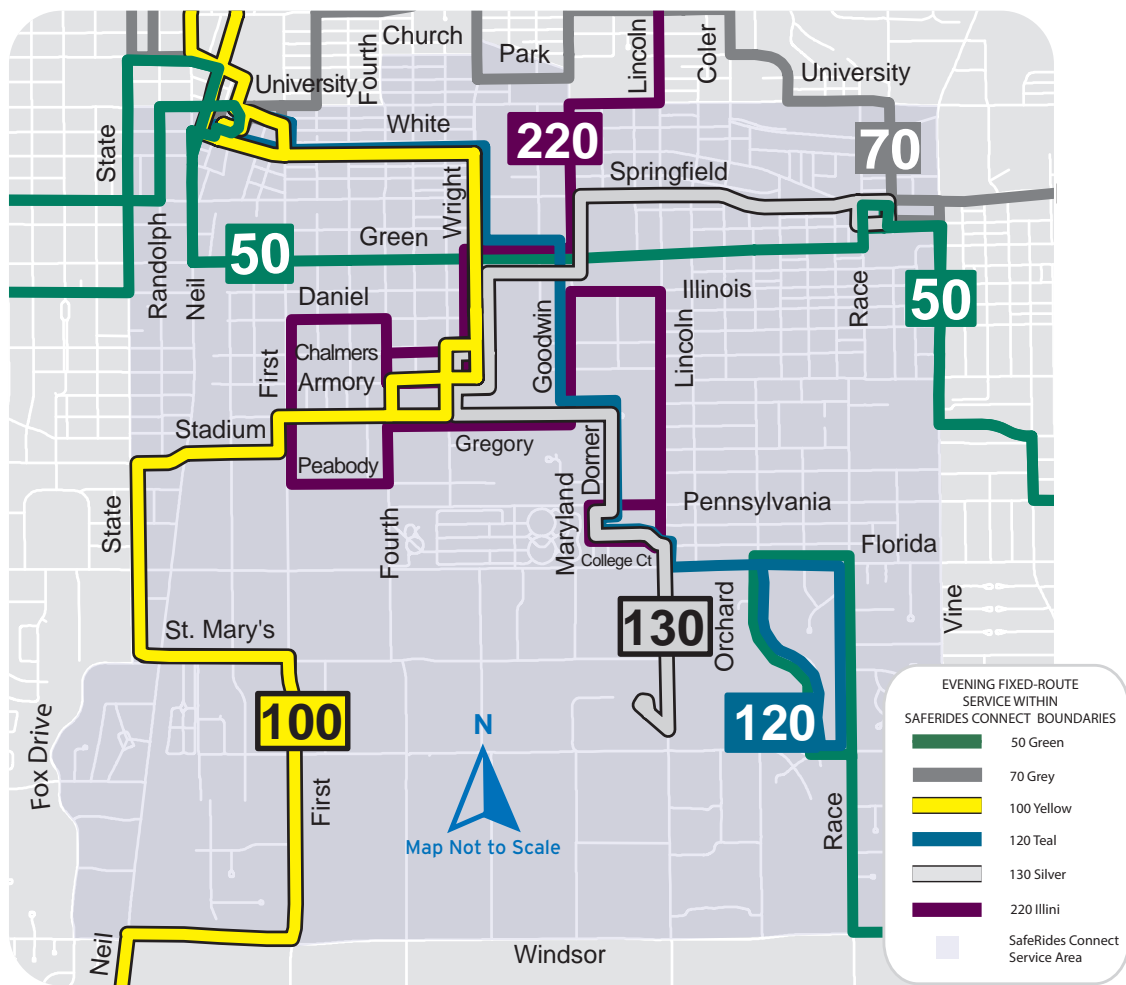 Church
Park
Fourth
Lincoln
Coler
University
University
White
220
70
State
Springfield
Wright
Green
50
Randolph
Neil
Daniel
Illinois
Race
50
First
Chalmers
Armory
Goodwin
Lincoln
Stadium
Gregory
Peabody
Dorner
Pennsylvania
State
Fourth
Maryland
College Ct
Florida
Orchard
Vine
St. Mary's
130
100
120
N
Fox Drive
First
Map Not to Scale
Race
Neil
Windsor
EVENING FIXED-ROUTE
SERVICE WITHIN
SAFERIDES CONNECT BOUNDARIES
50 Green
70 Grey
100 Yellow
120 Teal
130 Silver
220 Illini
SafeRides Connect
Service Area